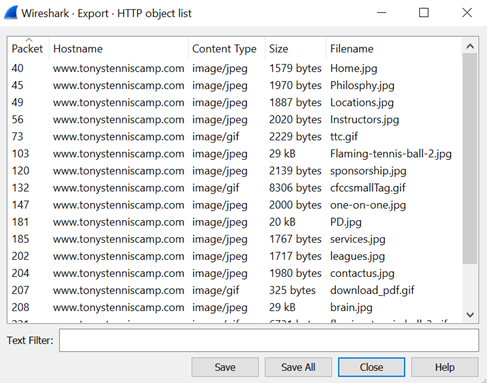 Wireshark · Export · HTTP object list
Packet Hostname Content Type Size Filename
40 www.tonystenniscamp.com image/jpeg 1579 bytes Home.jpg
45 www.tonystenniscamp.com image/jpeg 1970 bytes Philosphy.jpg
49 www.tonystenniscamp.com image/jpeg 1887 bytes Locations.jpg
56 www.tonystenniscamp.com image/jpeg 2020 bytes Instructors.jpg
73 www.tonystenniscamp.com image/gif 2229 bytes ttc.gif
103 www.tonystenniscamp.com image/jpeg 29 kB Flaming-tennis-ball-2.jpg
120 www.tonystenniscamp.com image/jpeg 2139 bytes sponsorship.jpg
132 www.tonystenniscamp.com image/gif 8306 bytes cfccsmallTag.gif
147 www.tonystenniscamp.com image/jpeg 2000 bytes one-on-one.jpg
181 www.tonystenniscamp.com image/jpeg 20 kB PD.jpg
185 www.tonystenniscamp.com image/jpeg 1767 bytes services.jpg
202 www.tonystenniscamp.com image/jpeg 1717 bytes leagues.jpg
204 www.tonystenniscamp.com image/jpeg 1980 bytes contactus.jpg
207 www.tonystenniscamp.com image/gif 325 bytes download_pdf.gif
208 www.tonystenniscamp.com image/jpeg 29 kB brain.jpg
Text Filter:
Save Save All Close Help